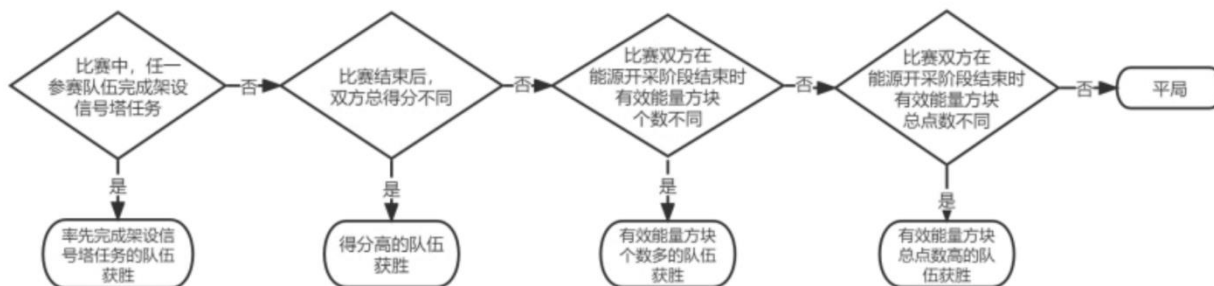 比赛中，任一
参赛队伍完成架设
信号塔任务
否
比赛结束后，
双方总得分不同
否
比赛双方在
能源开采阶段结束时
有效能量方块
个数不同
否
比赛双方在
能源开采阶段结束时
有效能量方块
总点数不同
否
平局
是
是
是
是
率先完成架设信
号塔任务的队伍
获胜
得分高的队伍
获胜
有效能量方块
个数多的队伍
获胜
有效能量方块
总点数高的队
伍获胜